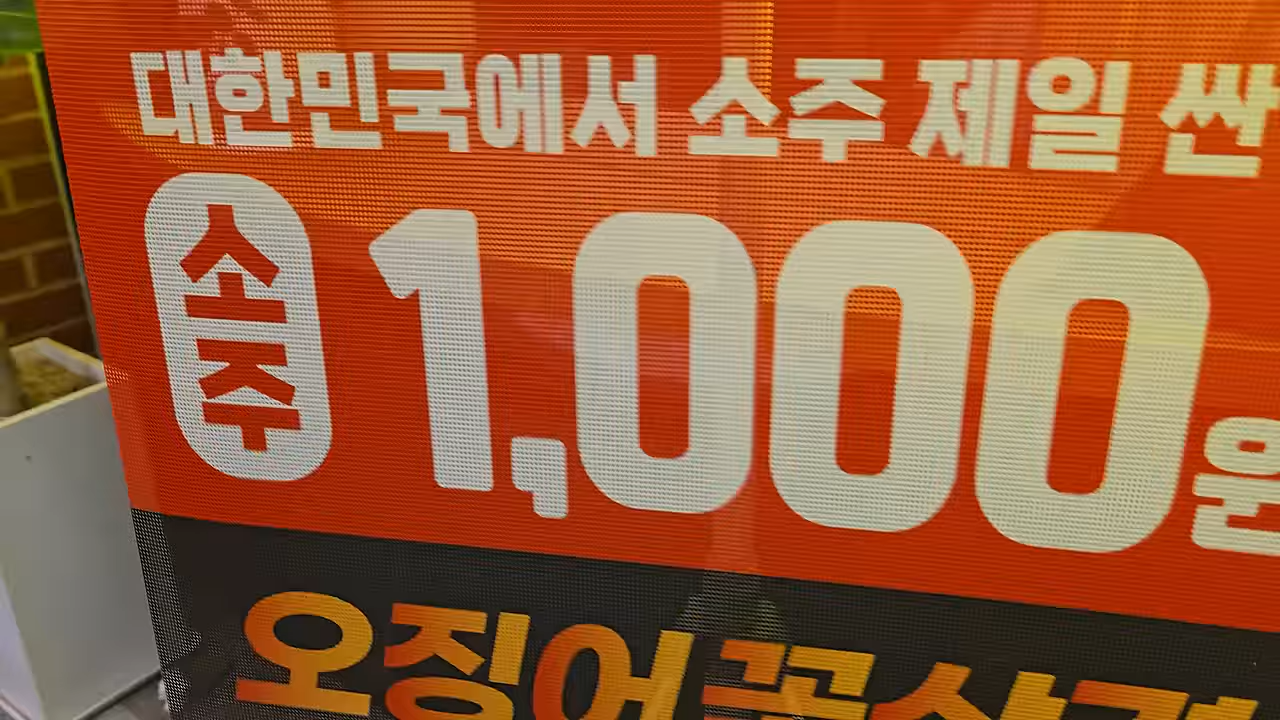 대한민국에서 소주 제일 싼
소주 1,000원
오징어